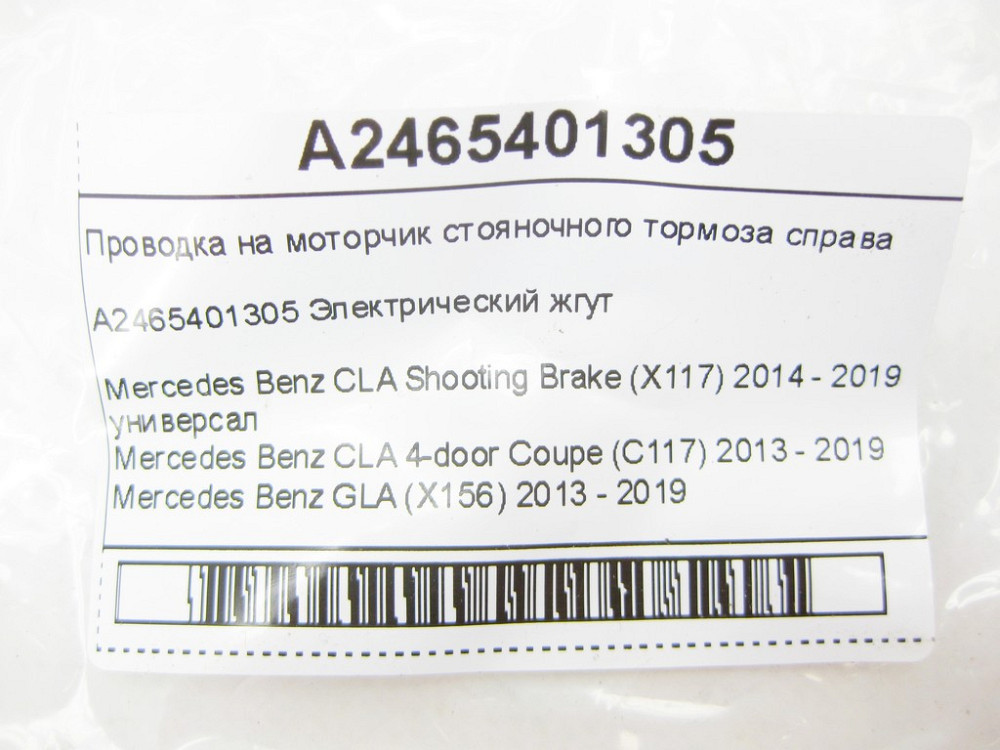 A2465401305
Проводка на моторчик стояночного тормоза справа
A2465401305 Электрический жгут
Mercedes Benz CLA Shooting Brake (X117) 2014 - 2019
универсал
Mercedes Benz CLA 4-door Coupe (C117) 2013 - 2019
Mercedes Benz GLA (X156) 2013 - 2019